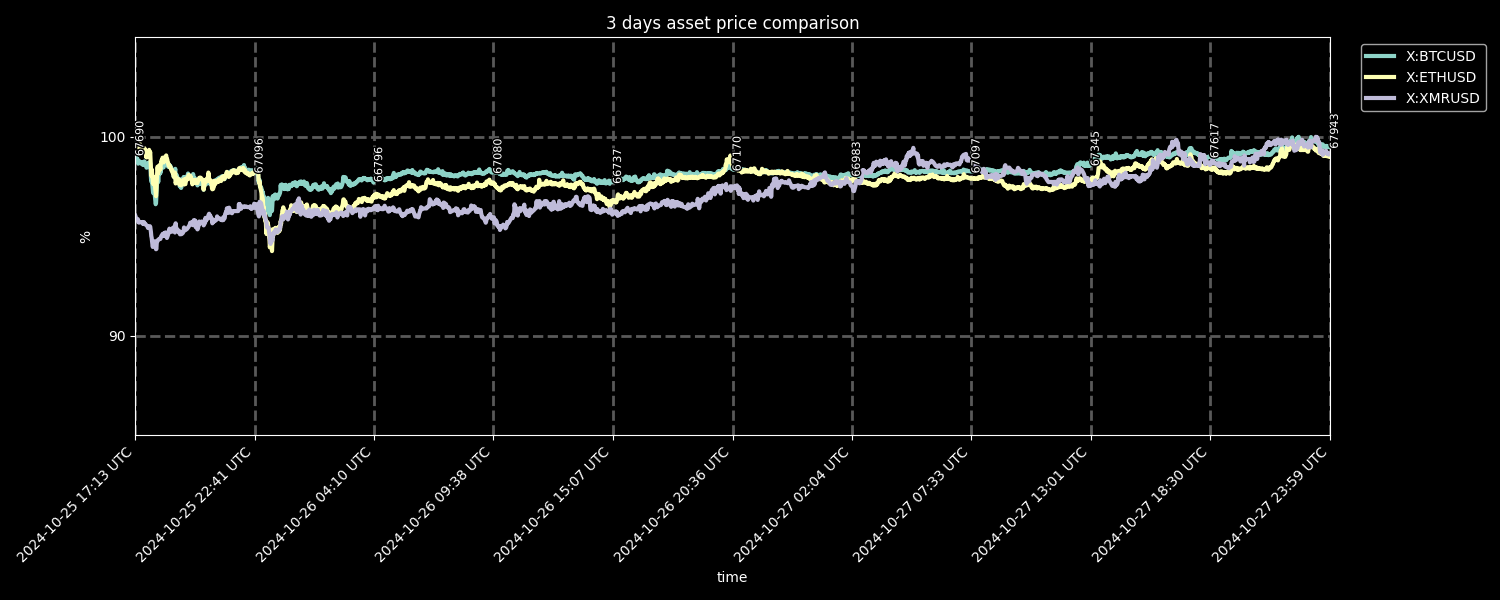 3 days asset price comparison
X:BTCUSD
X:ETHUSD
X:XMRUSD
100
90
%
67690
67096
66796
67080
66737
67170
66983
67097
67345
67617
67943
2024-10-25 17:13 UTC
2024-10-25 22:41 UTC
2024-10-26 04:10 UTC
2024-10-26 09:38 UTC
2024-10-26 15:07 UTC
2024-10-26 20:36 UTC
2024-10-27 02:04 UTC
2024-10-27 07:33 UTC
2024-10-27 13:01 UTC
2024-10-27 18:30 UTC
2024-10-27 23:59 UTC
time